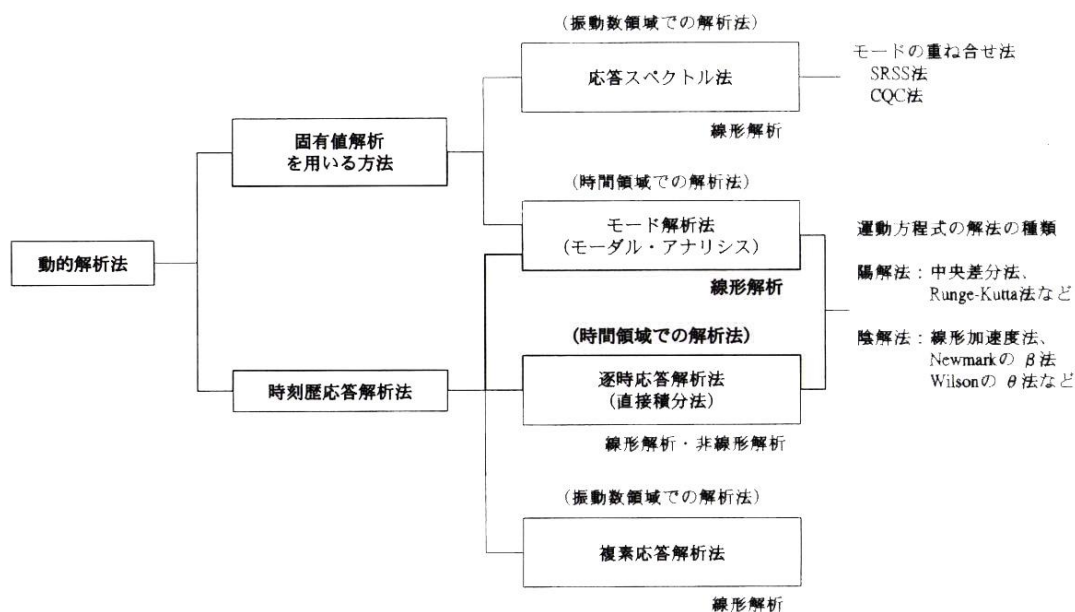 (振動数領域での解析法)
応答スペクトル法
線形解析
モードの重ね合せ法
SRSS法
CQC法
固有値解析
を用いる方法
(時間領域での解析法)
モード解析法
(モーダル・アナリシス)
線形解析
動的解析法
運動方程式の解法の種類
陽解法:中央差分法、
Runge-Kutta法など
陰解法:線形加速度法、
Newmarkの β法
Wilsonの θ法など
(時間領域での解析法)
時刻歴応答解析法
逐時応答解析法
(直接積分法)
線形解析・非線形解析
(振動数領域での解析法)
複素応答解析法
線形解析